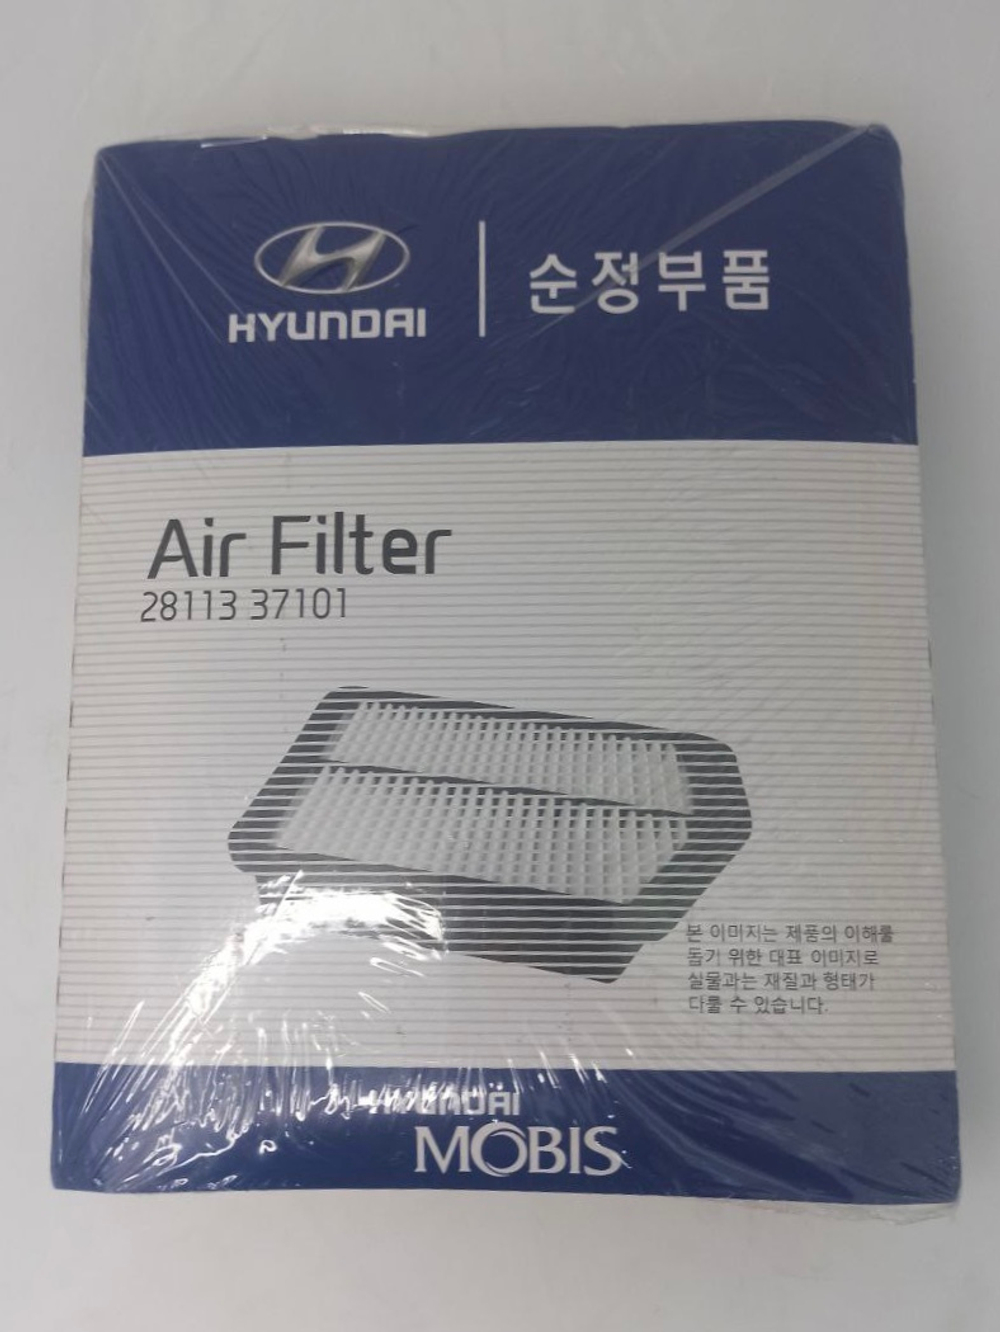 HYUNDAI
순정부품
Air Filter
28113 37101
본 이미지는 제품의 이해를
돕기 위한 대표 이미지로
실물과는 재질과 형태가
다를 수 있습니다.
HYUNDAI
MOBIS